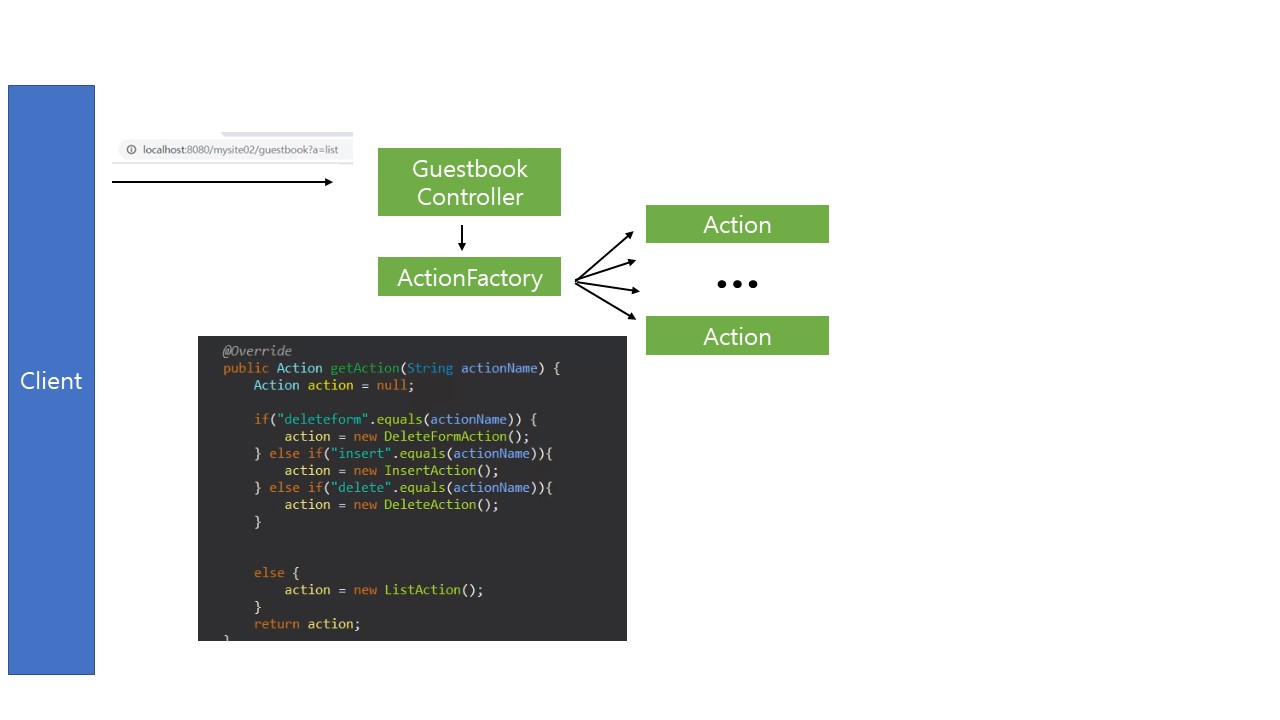 Client
localhost:8080/mysite02/guestbook?a=list
Guestbook
Controller
ActionFactory
Action
•••
Action
@Override
public Action getAction(String actionName) {
    Action action = null;
    if("deleteform".equals(actionName)) {
        action = new DeleteFormAction();
    } else if("insert".equals(actionName)){
        action = new InsertAction();
    } else if("delete".equals(actionName)){
        action = new DeleteAction();
    }
    else {
        action = new ListAction();
    }
    return action;
}